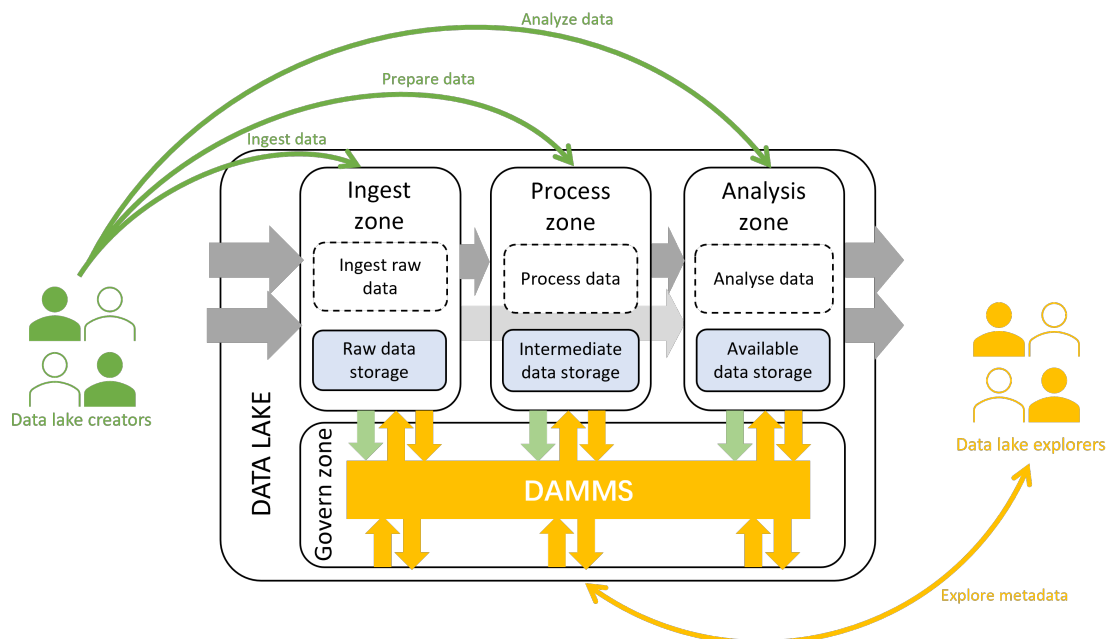 Analyze data
Prepare data
Ingest data
Ingest
zone
Process
zone
Analysis
zone
Ingest raw
data
Process data
Analyse data
Raw data
storage
Intermediate
data storage
Available
data storage
Data lake creators
Data lake explorers
DATA LAKE
Govern zone
DAMMS
Explore metadata